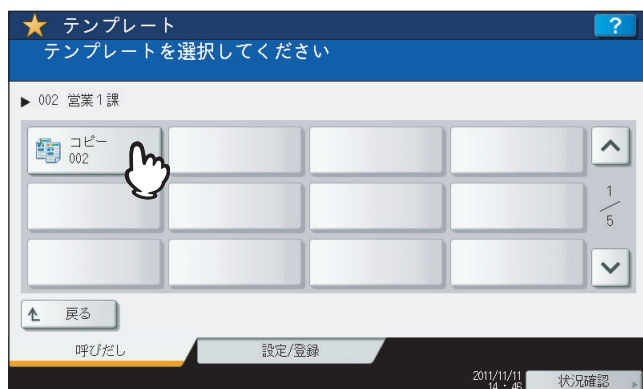 テンプレート
?
テンプレートを選択してください
▶ 002 営業1課
コピー
002
1
/
5
戻る
呼びだし
設定/登録
2011/11/11
14 : 46
状況確認